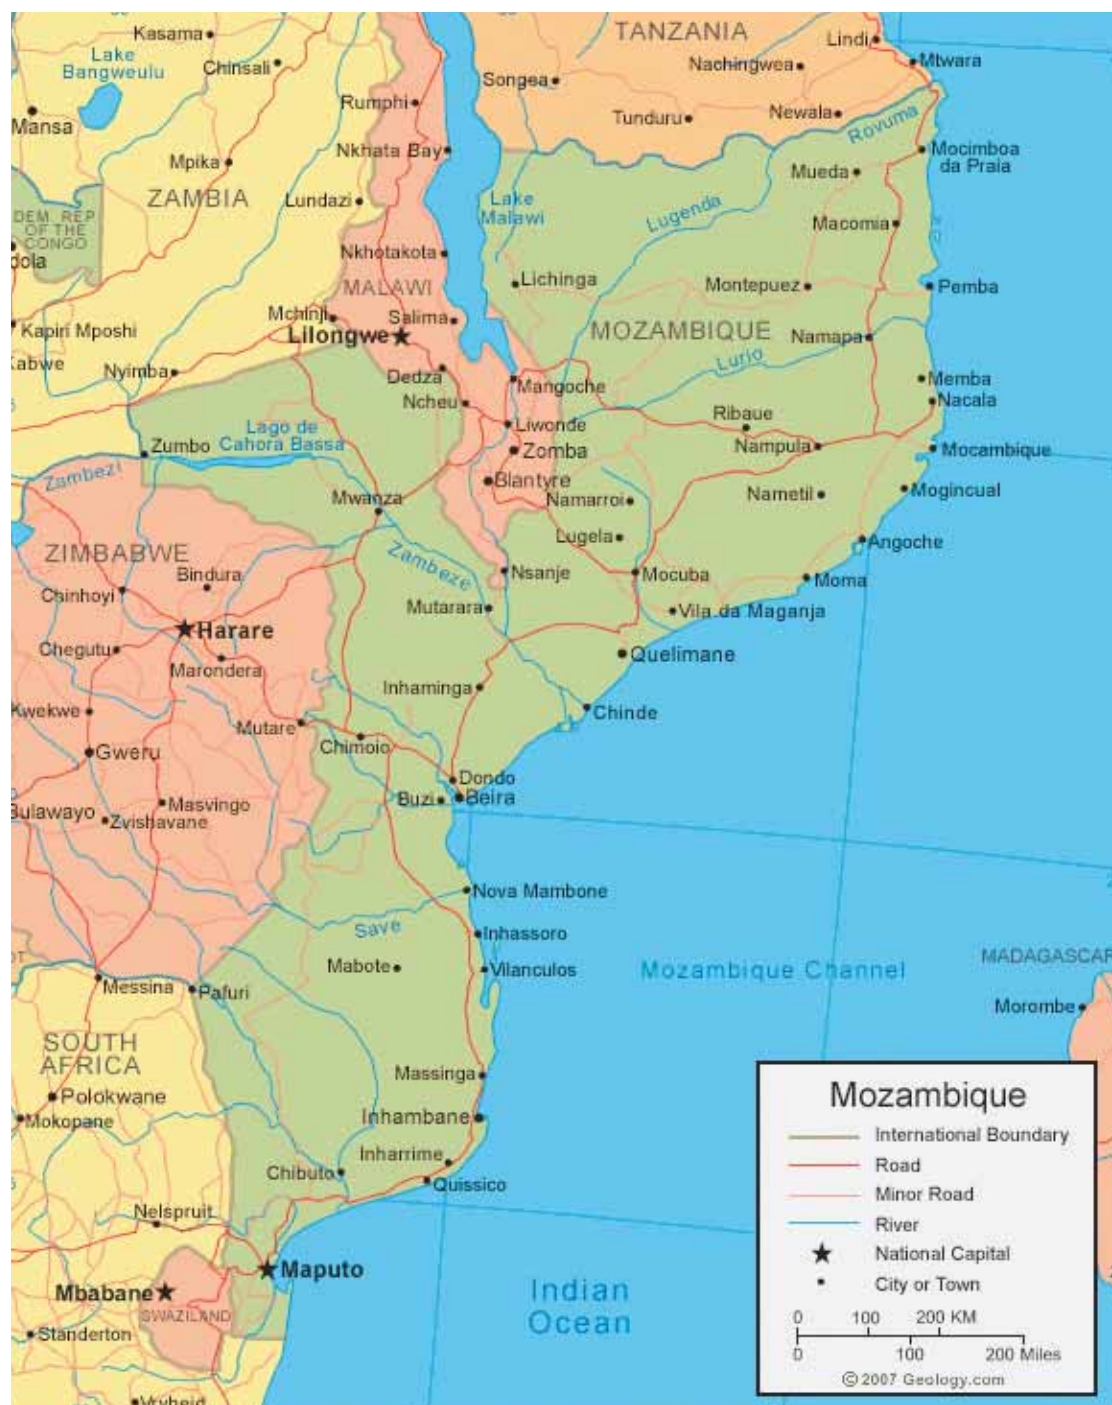 Kasama
TANZANIA
Lindi
Lake
Bangweulu
Chinsali
Nachingwea
Mtwara
Songea
Rumphi
Newala
Mansa
Tunduru
Rovuma
Nkhata Bay
Mocimboa
da Praia
Mpika
Mueda
ZAMBIA
Lundazi
Lake
Malawi
Lugenda
DEM. REP
OF THE
CONGO
Macomia
Nkhotakota
dola
Lichinga
MALAWI
Montepuez
Pemba
Mchinji
Salima
Kapiri Mposhi
Lilongwe
MOZAMBIQUE
Namapa
Kabwe
Nyimba
Dedza
Lurio
Mangoche
Memba
Ncheu
Nacala
Ribaue
Lago de
Cahora Bassa
Liwonde
Zumbo
Zomba
Nampula
Mocambique
Zambezi
Blantyre
Mwanza
Namarroi
Nametil
Mogincual
Lugela
Angoche
ZIMBABWE
Zambeze
Bindura
Nsanje
Mocuba
Moma
Chinhoyi
Mutarara
Vila da Maganja
Harare
Chegutu
Marondera
Quelimane
Inhaminga
Kwekwe
Chinde
Mutare
Chimoio
Gweru
Dondo
Buzi
Beira
Masvingo
Bulawayo
Zvishavane
Nova Mambone
Save
Inhassoro
MADAGASCAR
Mabote
Vilanculos
Mozambique Channel
Messina
Pafuri
Morombe
SOUTH
AFRICA
Massinga
Polokwane
Mokopane
Inhambane
Inharrime
Chibuto
Quissico
Nelspruit
Maputo
Mbabane
SWAZILAND
Indian
Ocean
Standerton
Vryheid
Mozambique
International Boundary
Road
Minor Road
River
National Capital
City or Town
0 100 200 KM
0 100 200 Miles
© 2007 Geology.com